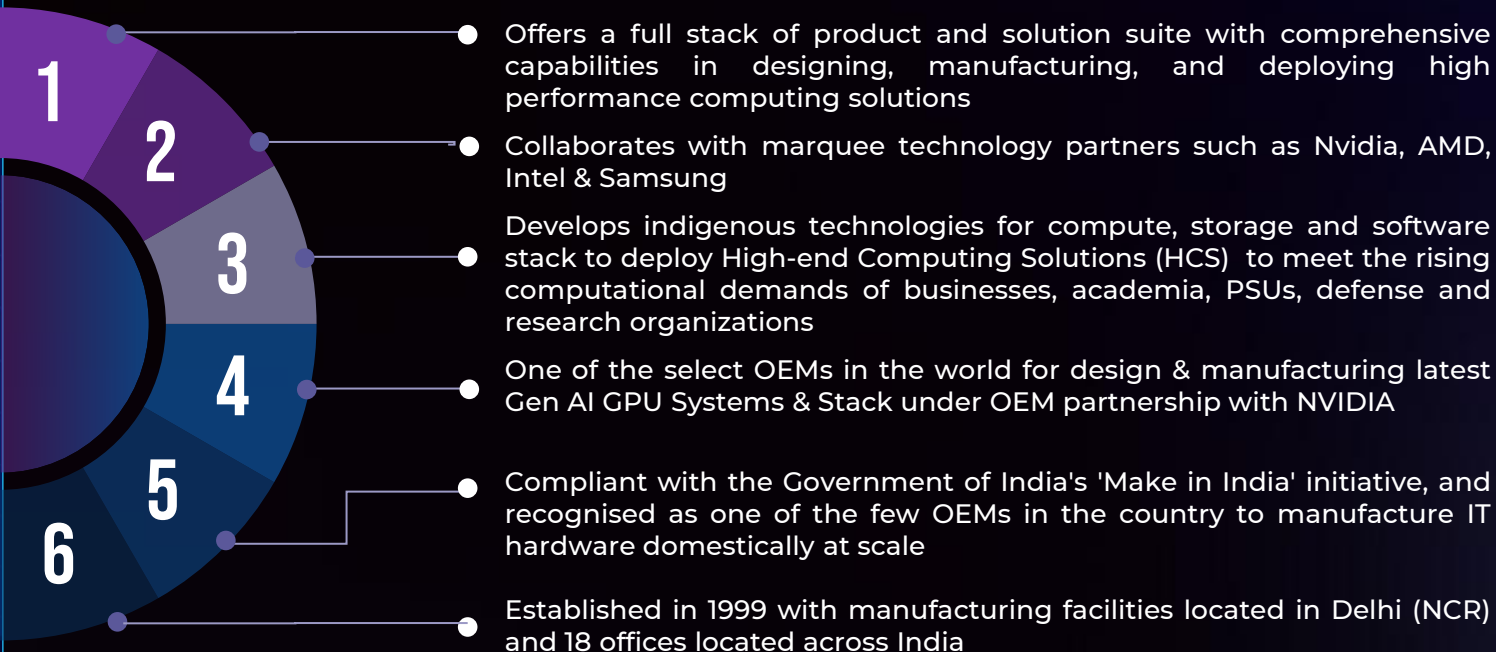 1
Offers a full stack of product and solution suite with comprehensive
capabilities in designing, manufacturing, and deploying high
performance computing solutions
2
Collaborates with marquee technology partners such as Nvidia, AMD,
Intel & Samsung
3
Develops indigenous technologies for compute, storage and software
stack to deploy High-end Computing Solutions (HCS) to meet the rising
computational demands of businesses, academia, PSUs, defense and
research organizations
4
One of the select OEMs in the world for design & manufacturing latest
Gen AI GPU Systems & Stack under OEM partnership with NVIDIA
5
Compliant with the Government of India's 'Make in India' initiative, and
recognised as one of the few OEMs in the country to manufacture IT
hardware domestically at scale
6
Established in 1999 with manufacturing facilities located in Delhi (NCR)
and 18 offices located across India